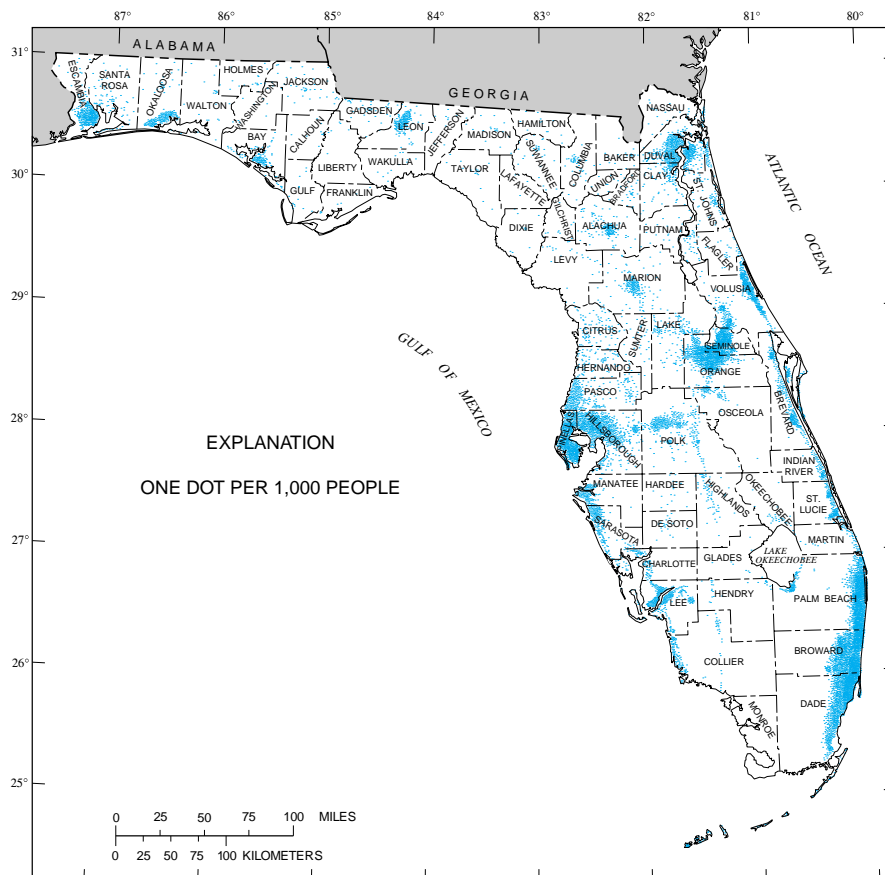 87° 86° 85° 84° 83° 82° 81° 80°
31°
30°
29°
28°
27°
26°
25°
ALABAMA
GEORGIA
ESCAMBIA
SANTA
ROSA
OKALOOSA
WALTON
HOLMES
WASHINGTON
BAY
JACKSON
CALHOUN
GULF
LIBERTY
FRANKLIN
GADSDEN
LEON
WAKULLA
JEFFERSON
MADISON
TAYLOR
HAMILTON
SUWANNEE
LAFAYETTE
DIXIE
COLUMBIA
GILCHRIST
LEVY
BAKER
UNION
BRADFORD
ALACHUA
NASSAU
DUVAL
CLAY
ST. JOHNS
PUTNAM
FLAGLER
MARION
VOLUSIA
CITRUS
SUMTER
LAKE
SEMINOLE
ORANGE
HERNANDO
PASCO
PINELLAS
HILLSBOROUGH
POLK
OSCEOLA
BREVARD
INDIAN
RIVER
MANATEE
HARDEE
HIGHLANDS
OKEECHOBEE
ST.
LUCIE
SARASOTA
DE SOTO
MARTIN
LAKE
OKEECHOBEE
CHARLOTTE
GLADES
LEE
HENDRY
PALM BEACH
BROWARD
COLLIER
DADE
MONROE
ATLANTIC
OCEAN
GULF OF MEXICO
EXPLANATION
ONE DOT PER 1,000 PEOPLE
0 25 50 75 100 MILES
0 25 50 75 100 KILOMETERS